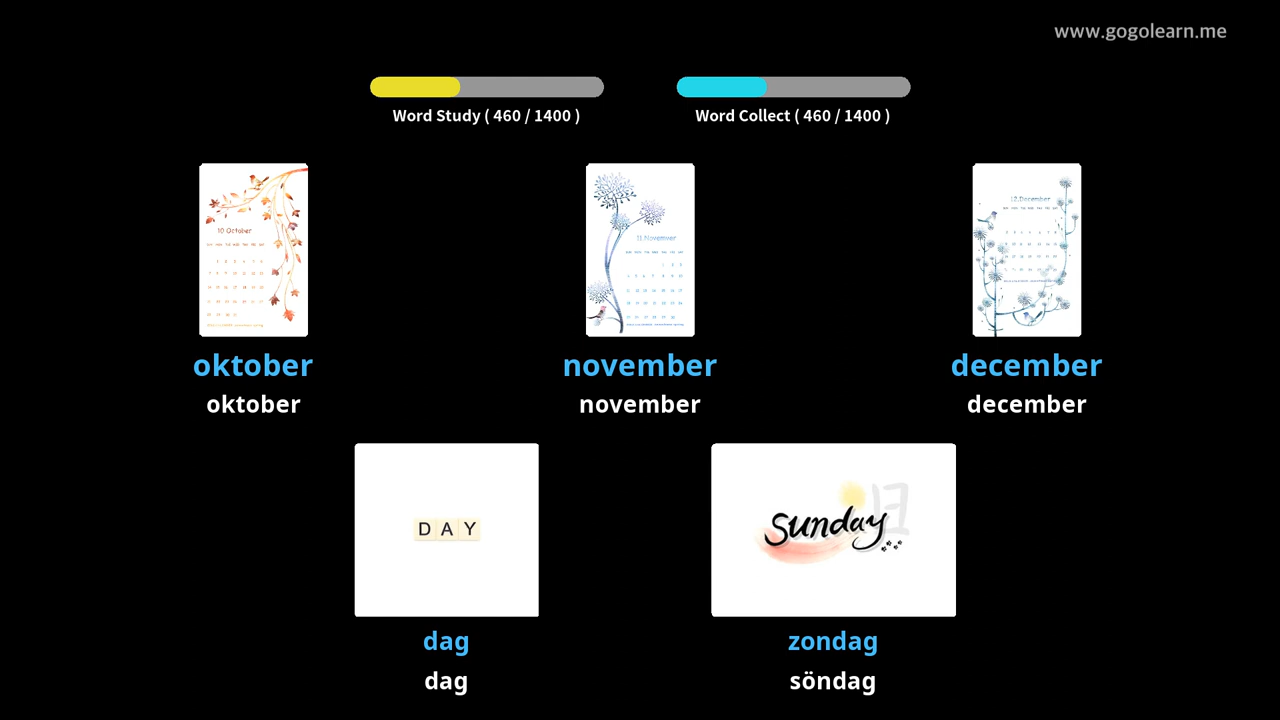 www.gogolearn.me
Word Study ( 460 / 1400 )
Word Collect ( 460 / 1400 )
10 October
11 November
12 December
oktober
november
december
oktober
november
december
DAY
Sunday
dag
zondag
dag
söndag